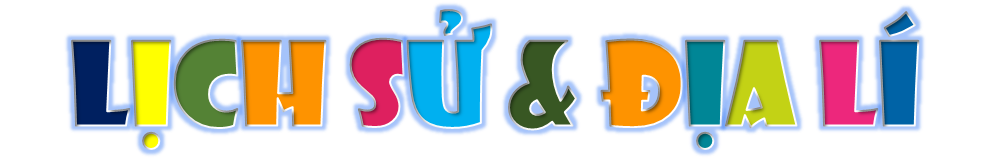 LỊCH SỬ & ĐỊA LÍ